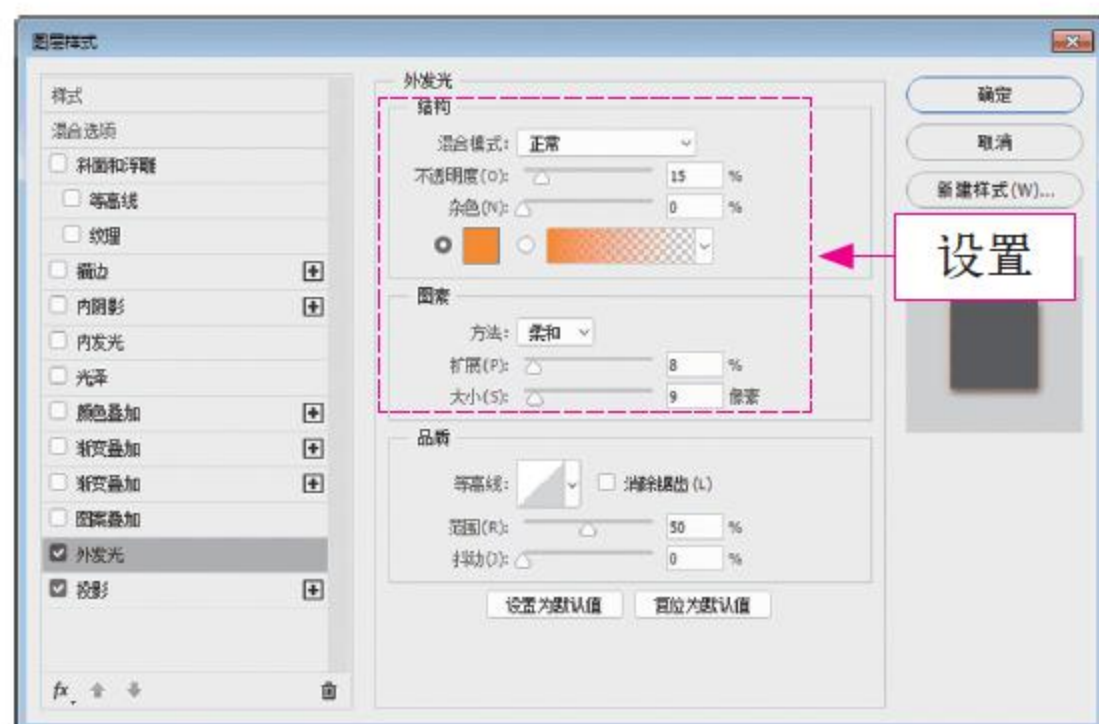 图层样式
样式
混合选项
斜面和浮雕
等高线
纹理
描边
内阴影
内发光
光泽
颜色叠加
渐变叠加
渐变叠加
图案叠加
外发光
投影
fx
外发光
结构
混合模式: 正常
不透明度(O): 15 %
杂色(N): 0 %
图素
方法: 柔和
扩展(P): 8 %
大小(S): 9 像素
品质
等高线: 消除锯齿(L)
范围(R): 50 %
抖动(J): 0 %
设置为默认值 复位为默认值
确定
取消
新建样式(W)...
设置